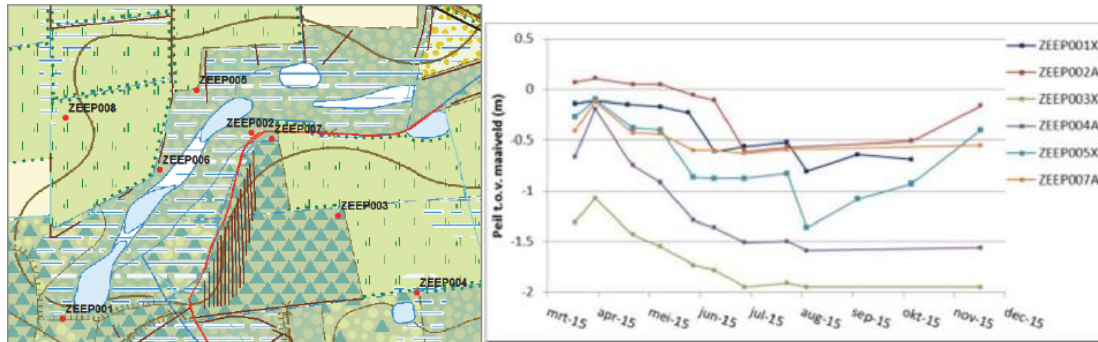 ZEEP005
ZEEP008
ZEEP002
ZEEP007
ZEEP006
ZEEP003
ZEEP004
ZEEP001
Peil t.o.v. maaiveld (m)
0.5
0
-0.5
-1
-1.5
-2
mrt-15
apr-15
mei-15
jun-15
jul-15
aug-15
sep-15
okt-15
nov-15
dec-15
ZEEP001X
ZEEP002A
ZEEP003X
ZEEP004A
ZEEP005X
ZEEP007A